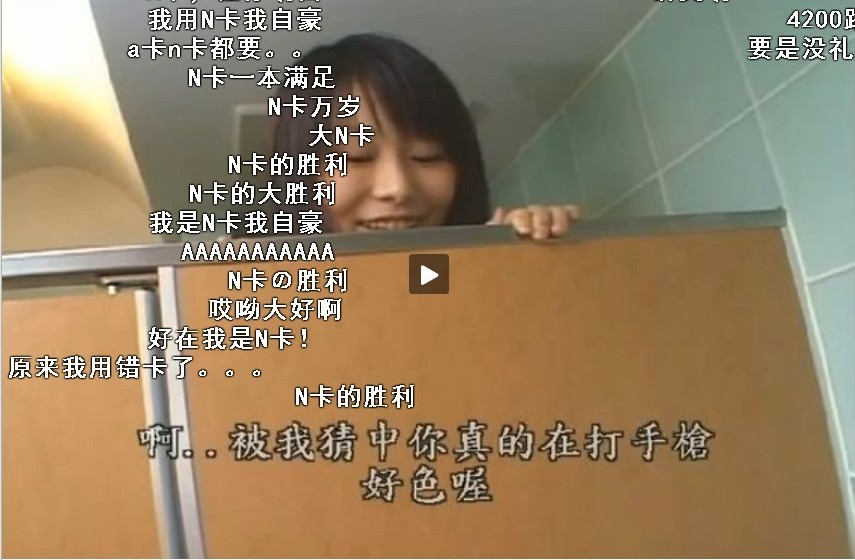 我用N卡我自豪
4200
a卡n卡都要。。
要是没礼
N卡一本满足
N卡万岁
大N卡
N卡的胜利
N卡的大胜利
我是N卡我自豪
AAAAAAAAAAA
N卡の胜利
哎呦大好啊
好在我是N卡！
原来我用错卡了。。。
N卡的胜利
啊..被我猜中你真的在打手槍
好色喔